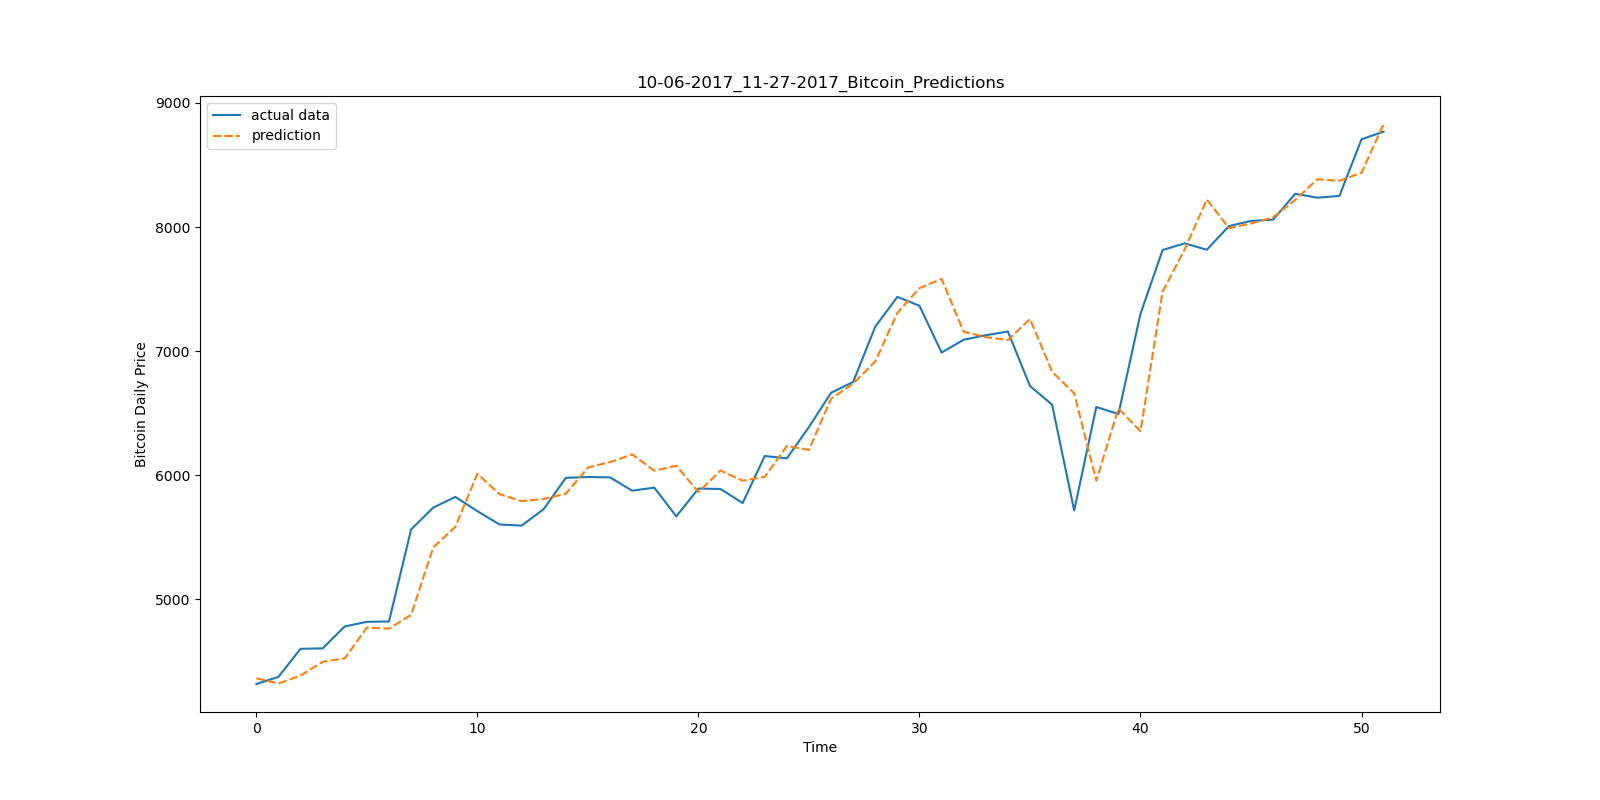 10-06-2017_11-27-2017_Bitcoin_Predictions
actual data
prediction
Bitcoin Daily Price
9000
8000
7000
6000
5000
0 10 20 30 40 50
Time